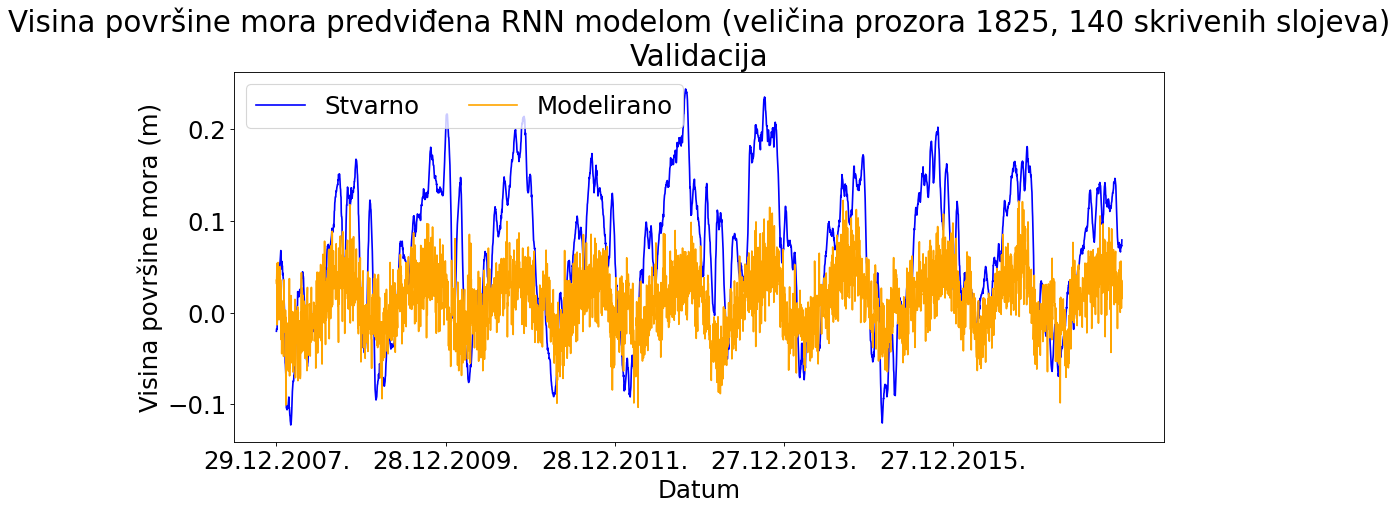 Visina površine mora predviđena RNN modelom (veličina prozora 1825, 140 skrivenih slojeva)
Validacija
Stvarno Modelirano
Visina površine mora (m)
0.2
0.1
0.0
−0.1
29.12.2007. 28.12.2009. 28.12.2011. 27.12.2013. 27.12.2015.
Datum